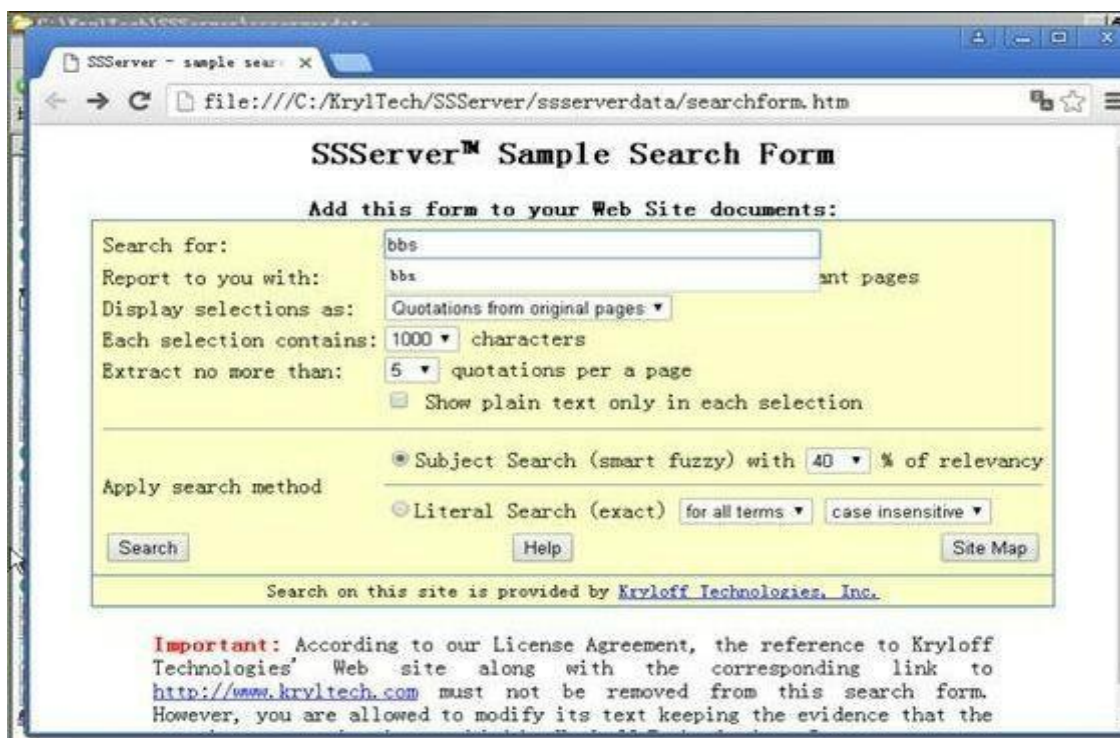 SSServer - sample sear
file:///C:/KrylTech/SSServer/ssserverdata/searchform.htm
SSServer™ Sample Search Form
Add this form to your Web Site documents:
Search for: bbs
Report to you with: bbs ant pages
Display selections as: Quotations from original pages
Each selection contains: 1000 characters
Extract no more than: 5 quotations per a page
Show plain text only in each selection
Subject Search (smart fuzzy) with 40 % of relevancy
Apply search method
Literal Search (exact) for all terms case insensitive
Search Help Site Map
Search on this site is provided by Kryloff Technologies, Inc.
Important: According to our License Agreement, the reference to Kryloff
Technologies' Web site along with the corresponding link to
http://www.kryltech.com must not be removed from this search form.
However, you are allowed to modify its text keeping the evidence that the